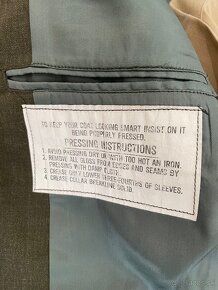 TO KEEP YOUR COAT LOOKING SMART INSIST ON IT
BEING PROPERLY PRESSED.
PRESSING INSTRUCTIONS
1. AVOID PRESSING DRY OR WITH TOO HOT AN IRON.
2. REMOVE ALL GLOSS FROM EDGES AND SEAMS BY
PRESSING WITH DAMP CLOTH.
3. CREASE ONLY LOWER THREE-FOURTHS OF SLEEVES.
4. CREASE COLLAR BREAKLINE SOLID.